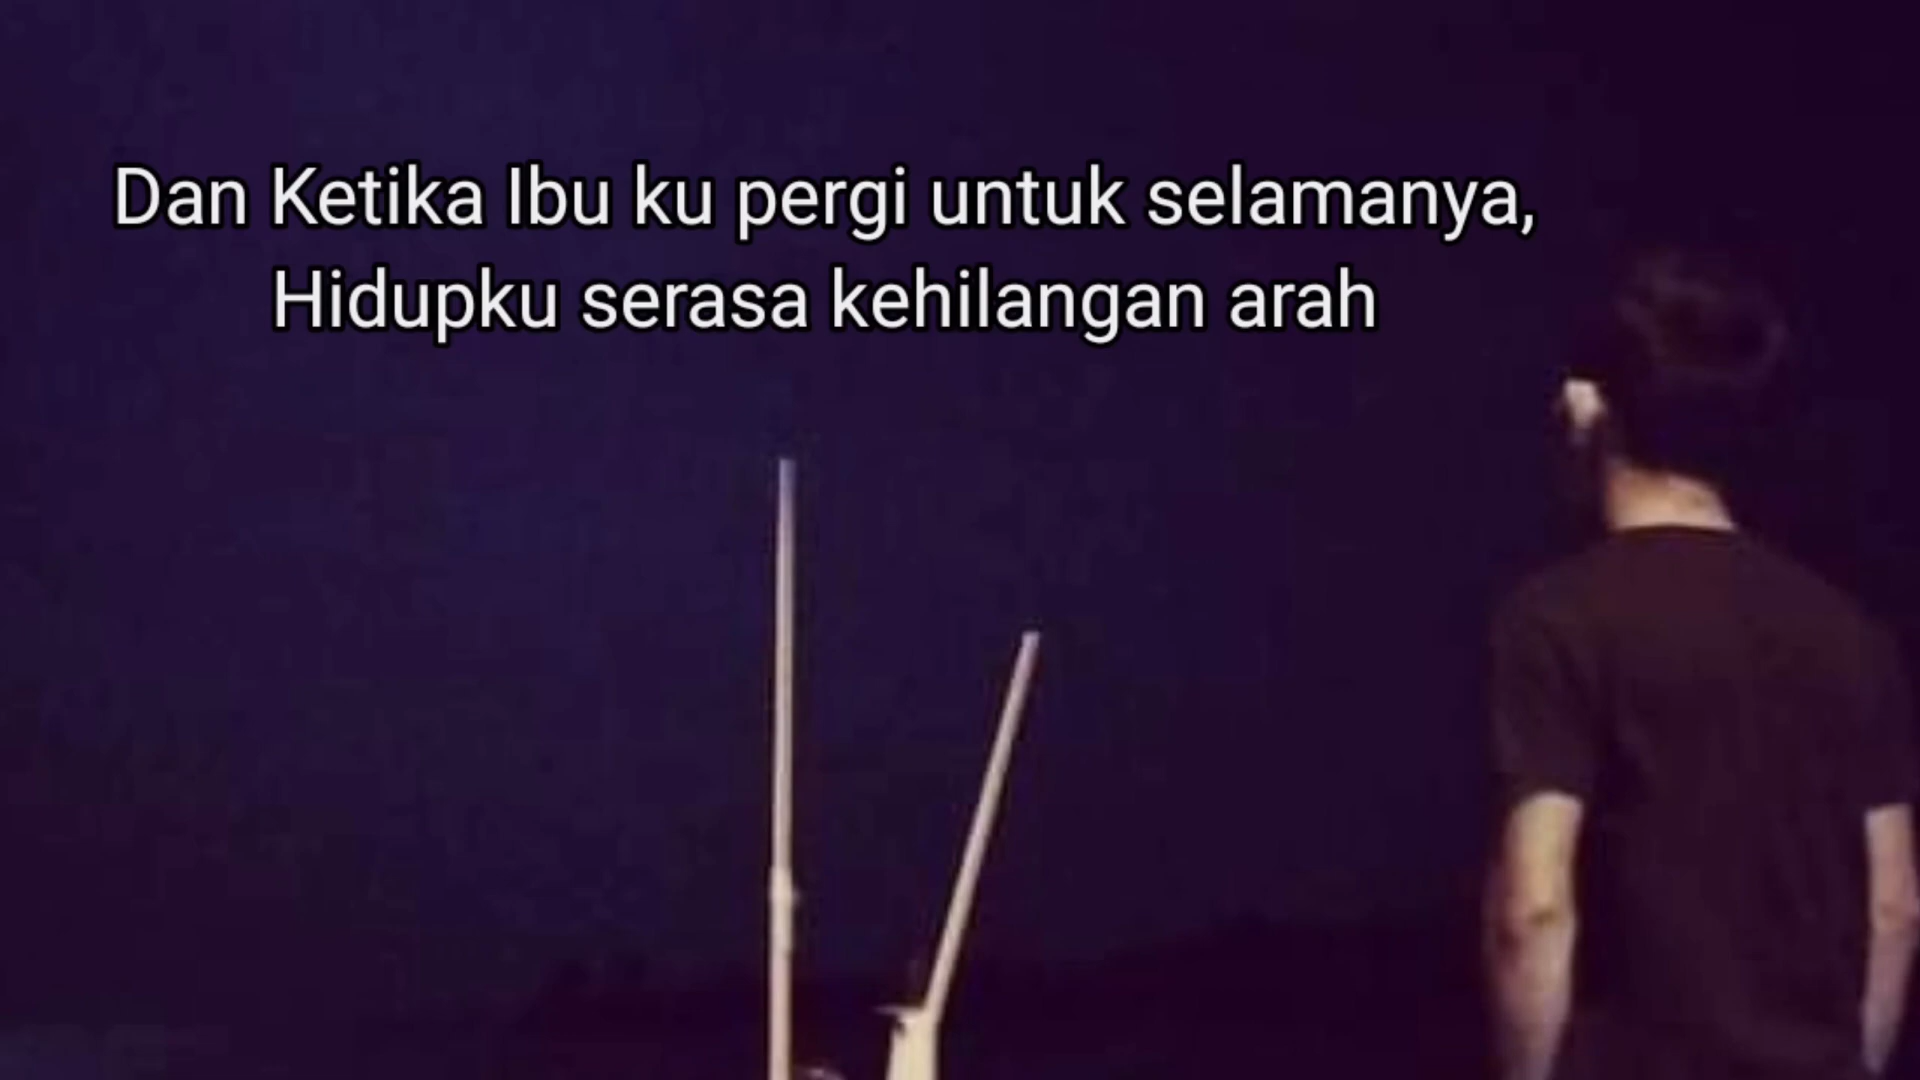 Dan Ketika Ibu ku pergi untuk selamanya,
Hidupku serasa kehilangan arah